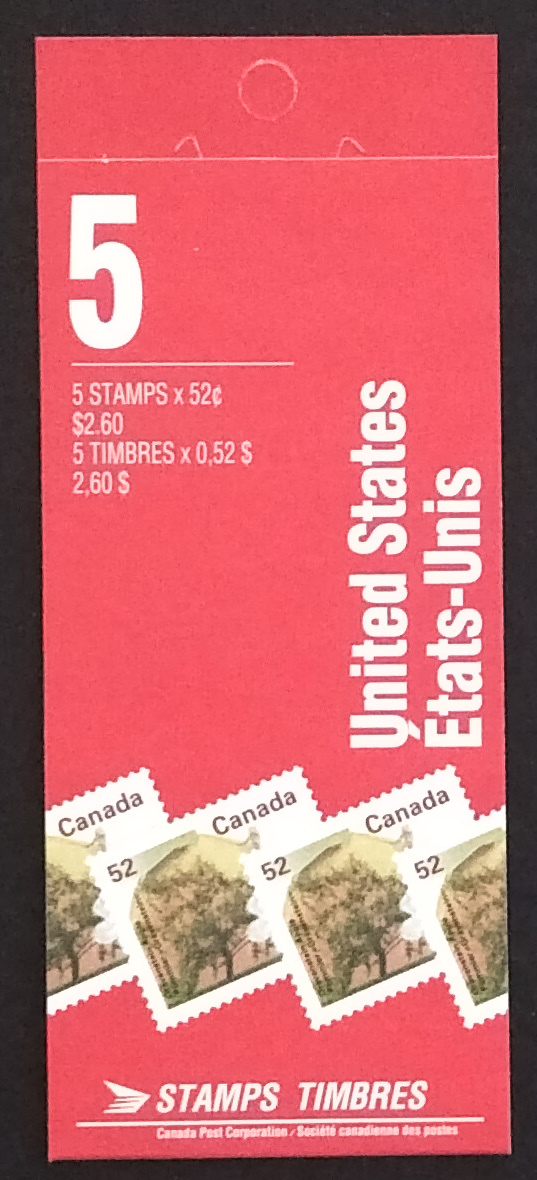 5
5 STAMPS x 52¢
$2.60
5 TIMBRES x 0,52 $
2,60 $
United States
États-Unis
Canada
52
Canada
52
Canada
52
STAMPS TIMBRES
Canada Post Corporation / Société canadienne des postes